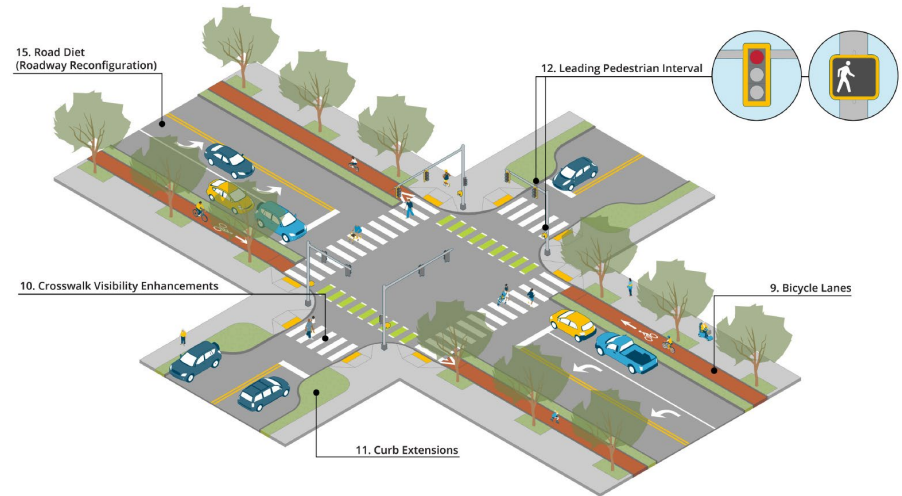 15. Road Diet
(Roadway Reconfiguration)
12. Leading Pedestrian Interval
10. Crosswalk Visibility Enhancements
9. Bicycle Lanes
11. Curb Extensions